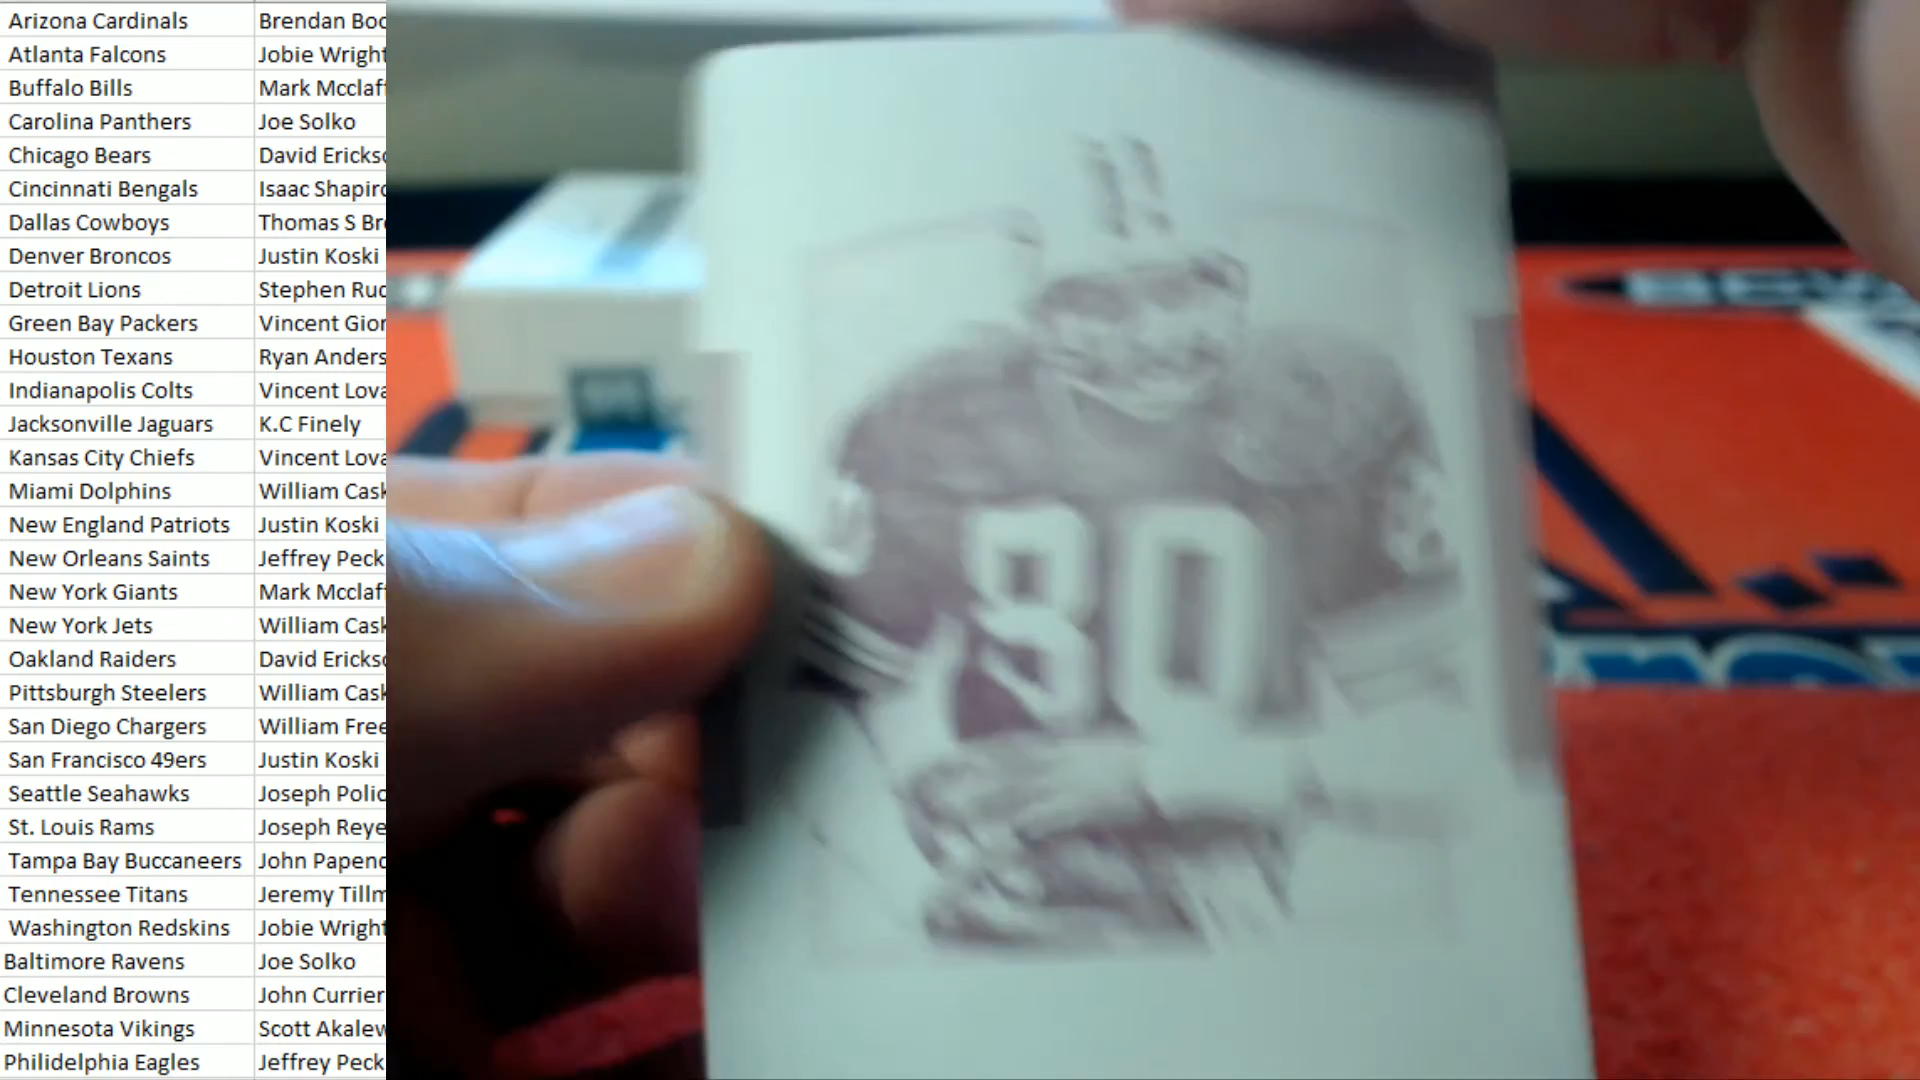 Arizona Cardinals Brendan Boo
Atlanta Falcons Jobie Wright
Buffalo Bills Mark Mcclaf
Carolina Panthers Joe Solko
Chicago Bears David Erickso
Cincinnati Bengals Isaac Shapiro
Dallas Cowboys Thomas S Br
Denver Broncos Justin Koski
Detroit Lions Stephen Ruc
Green Bay Packers Vincent Gior
Houston Texans Ryan Anders
Indianapolis Colts Vincent Lova
Jacksonville Jaguars K.C Finely
Kansas City Chiefs Vincent Lova
Miami Dolphins William Cask
New England Patriots Justin Koski
New Orleans Saints Jeffrey Peck
New York Giants Mark Mcclaf
New York Jets William Cask
Oakland Raiders David Erickso
Pittsburgh Steelers William Cask
San Diego Chargers William Free
San Francisco 49ers Justin Koski
Seattle Seahawks Joseph Polic
St. Louis Rams Joseph Reye
Tampa Bay Buccaneers John Papenc
Tennessee Titans Jeremy Tillm
Washington Redskins Jobie Wright
Baltimore Ravens Joe Solko
Cleveland Browns John Currier
Minnesota Vikings Scott Akalew
Philidelphia Eagles Jeffrey Peck
80